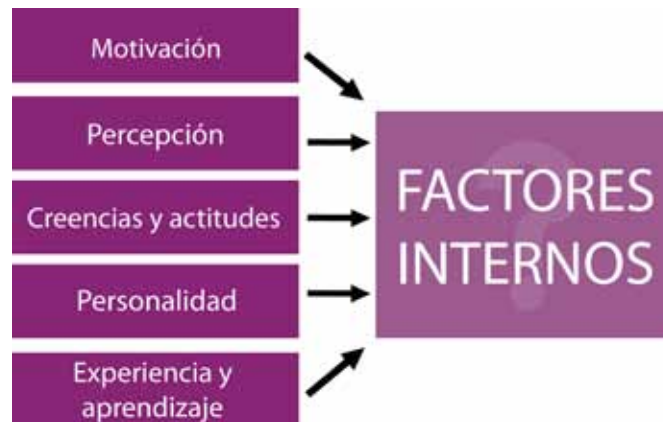 Motivación
Percepción
Creencias y actitudes
Personalidad
Experiencia y
aprendizaje
FACTORES
INTERNOS
?